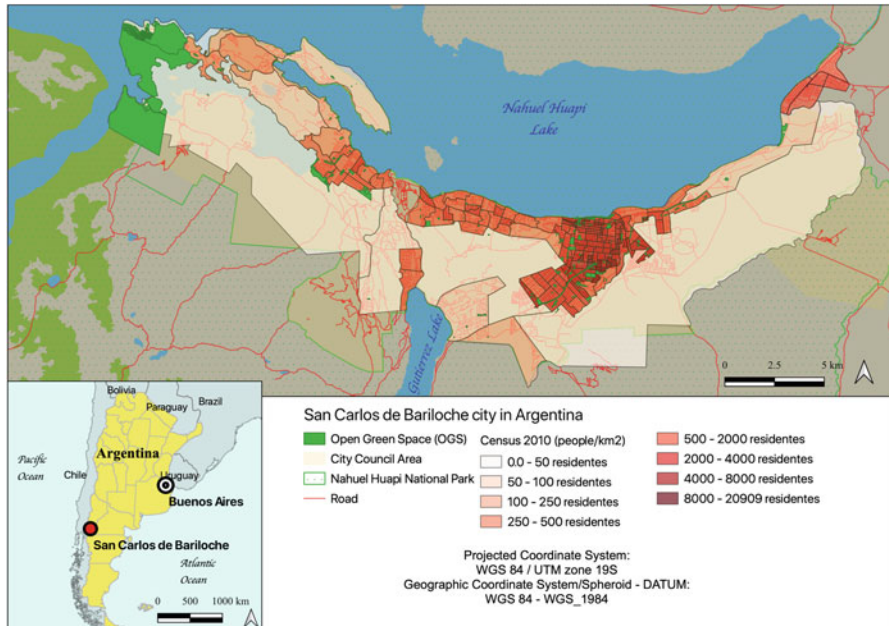 Nahuel Huapi
Lake
Gutierrez Lake
0 2.5 5 km
Bolivia
Paraguay
Brazil
Argentina
Pacific
Ocean
Chile
Uruguay
Buenos Aires
San Carlos de Bariloche
Atlantic
Ocean
0 500 1000 km
San Carlos de Bariloche city in Argentina
Open Green Space (OGS)
City Council Area
Nahuel Huapi National Park
Road
Census 2010 (people/km2)
0.0 - 50 residentes
50 - 100 residentes
100 - 250 residentes
250 - 500 residentes
500 - 2000 residentes
2000 - 4000 residentes
4000 - 8000 residentes
8000 - 20909 residentes
Projected Coordinate System:
WGS 84 / UTM zone 19S
Geographic Coordinate System/Spheroid - DATUM:
WGS 84 - WGS_1984